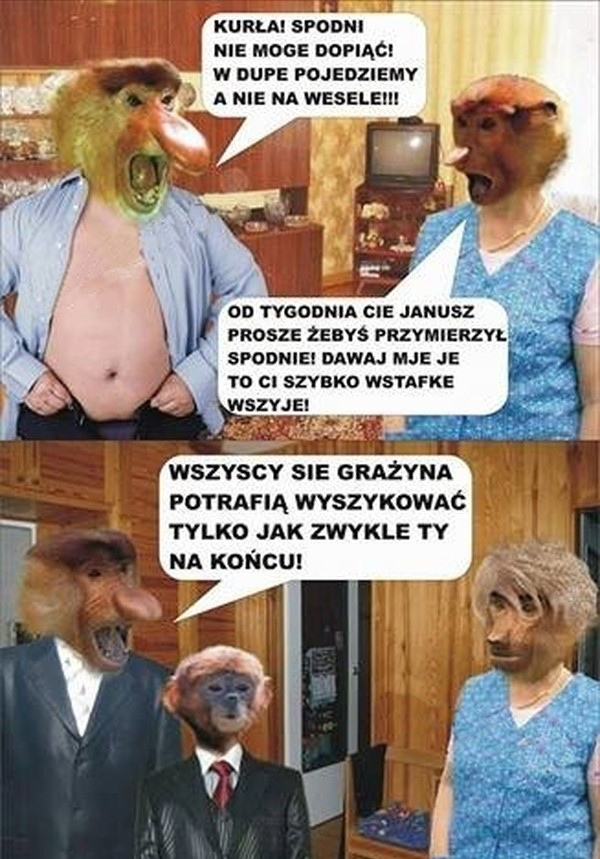 KURŁA! SPODNI
NIE MOGE DOPIĄĆ!
W DUPE POJEDZIEMY
A NIE NA WESELE!!!
OD TYGODNIA CIE JANUSZ
PROSZE ŻEBYŚ PRZYMIERZYŁ
SPODNIE! DAWAJ MJE JE
TO CI SZYBKO WSTAFKE
WSZYJE!
WSZYSCY SIE GRAŻYNA
POTRAFIĄ WYSZYKOWAĆ
TYLKO JAK ZWYKLE TY
NA KOŃCU!